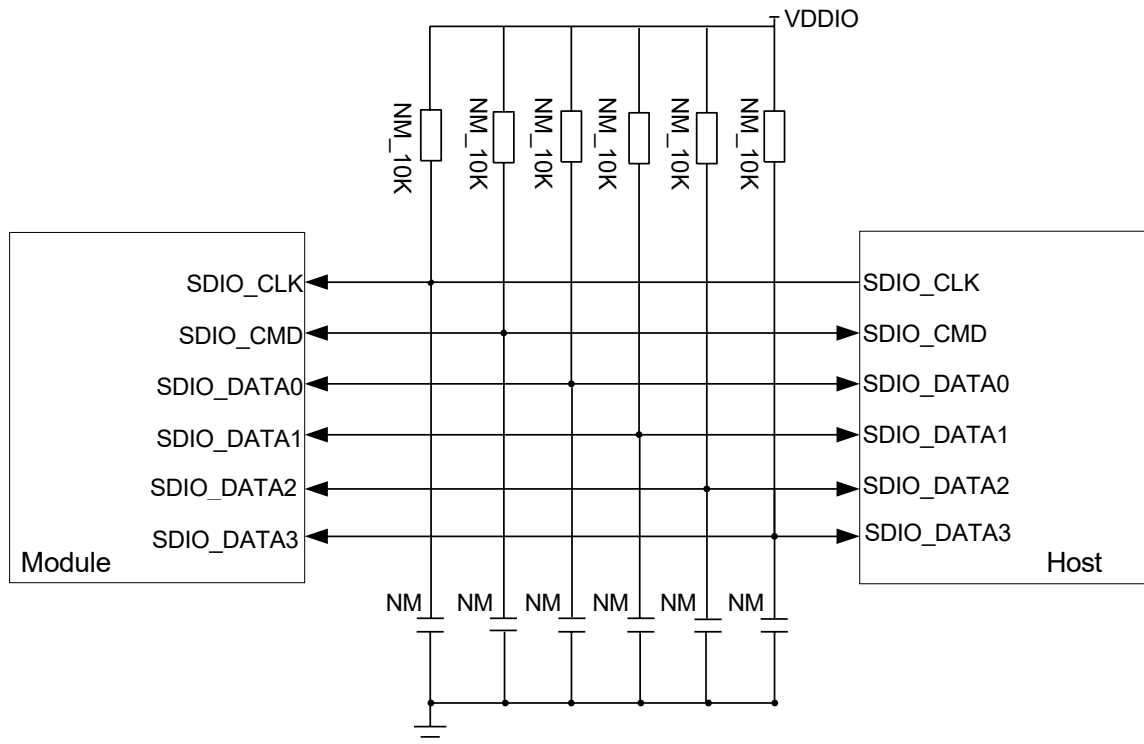 VDDIO
NM_10K
NM_10K
NM_10K
NM_10K
NM_10K
NM_10K
SDIO_CLK
SDIO_CLK
SDIO_CMD
SDIO_CMD
SDIO_DATA0
SDIO_DATA0
SDIO_DATA1
SDIO_DATA1
SDIO_DATA2
SDIO_DATA2
SDIO_DATA3
SDIO_DATA3
Module
Host
NM
NM
NM
NM
NM
NM